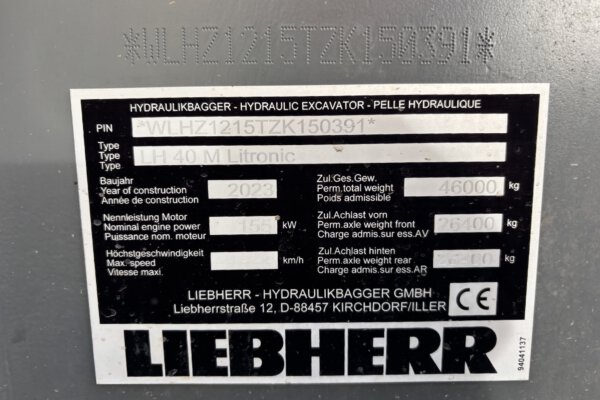 *WLHZ1215TZK150391*
HYDRAULIKBAGGER - HYDRAULIC EXCAVATOR - PELLE HYDRAULIQUE
PIN *WLHZ1215TZK150391*
Type
Type LH 40 M Litronic
Type
Baujahr
Year of construction 2023
Année de construction
Zul.Ges.Gew.
Perm.total weight 46000 kg
Poids admissible
Nennleistung Motor
Nominal engine power 155 kW
Puissance nom. moteur
Zul.Achlast vorn
Perm.axle weight front 26400 kg
Charge admis.sur ess.AV
Höchstgeschwindigkeit
Max. speed km/h
Vitesse maxi.
Zul.Achlast hinten
Perm.axle weight rear kg
Charge admis.sur ess.AR
LIEBHERR - HYDRAULIKBAGGER GMBH
Liebherrstraße 12, D-88457 KIRCHDORF/ILLER
CE
LIEBHERR
94041137